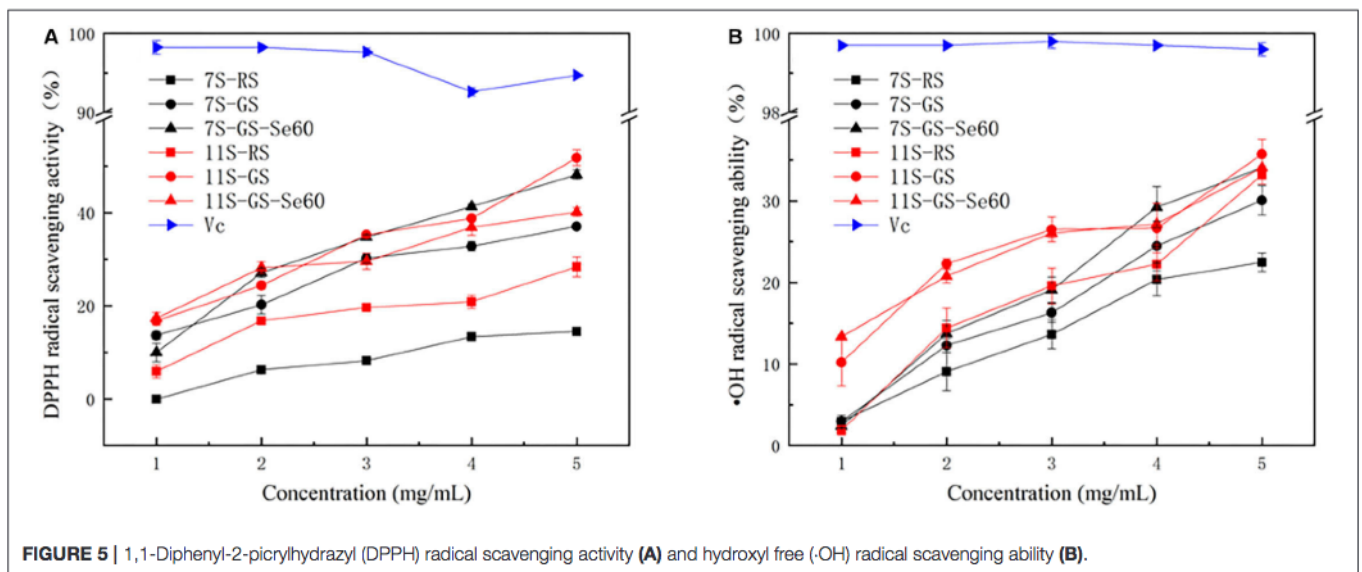 A
DPPH radical scavenging activity (%)
100
90
40
20
0
7S-RS
7S-GS
7S-GS-Se60
11S-RS
11S-GS
11S-GS-Se60
Vc
1 2 3 4 5
Concentration (mg/mL)
B
•OH radical scavenging ability (%)
100
98
30
20
10
0
7S-RS
7S-GS
7S-GS-Se60
11S-RS
11S-GS
11S-GS-Se60
Vc
1 2 3 4 5
Concentration (mg/mL)
FIGURE 5 | 1,1-Diphenyl-2-picrylhydrazyl (DPPH) radical scavenging activity (A) and hydroxyl free (·OH) radical scavenging ability (B).